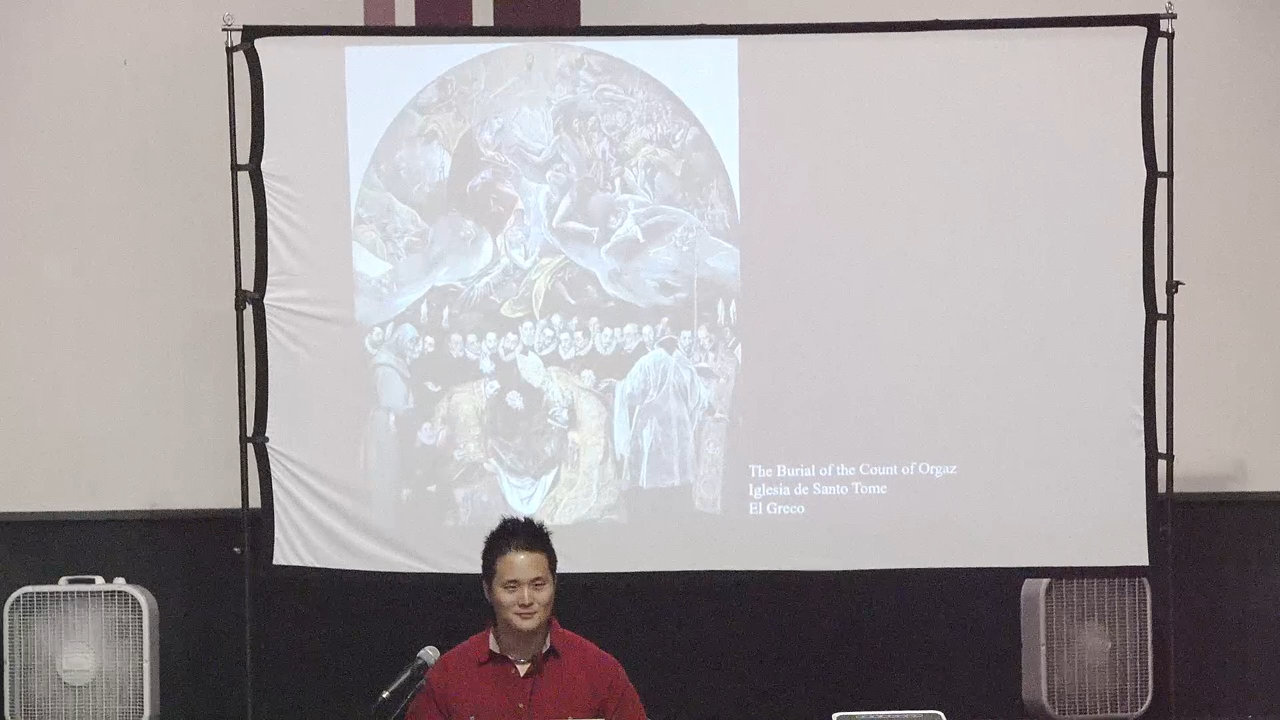 The Burial of the Count of Orgaz
Iglesia de Santo Tome
El Greco